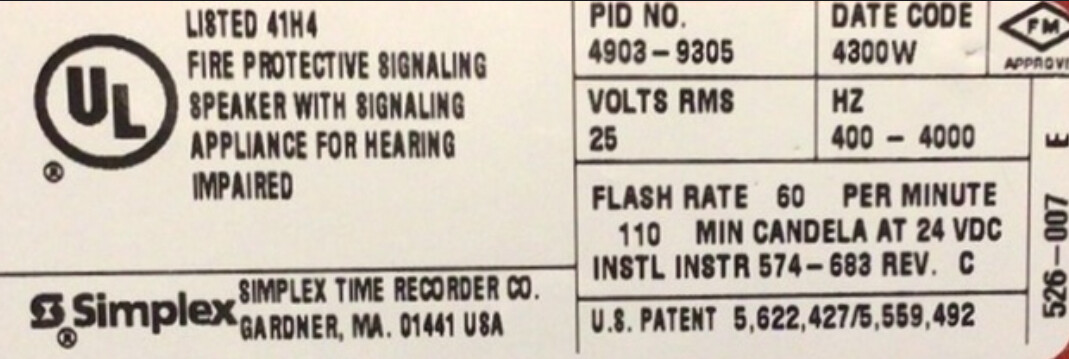 UL
®
LISTED 41H4
FIRE PROTECTIVE SIGNALING
SPEAKER WITH SIGNALING
APPLIANCE FOR HEARING
IMPAIRED
Simplex
®
SIMPLEX TIME RECORDER CO.
GARDNER, MA. 01441 USA
PID NO.
4903-9305
DATE CODE
4300W
FM
APPROVE
VOLTS RMS
25
HZ
400 - 4000
FLASH RATE 60 PER MINUTE
110 MIN CANDELA AT 24 VDC
INSTL INSTR 574-683 REV. C
U.S. PATENT 5,622,427/5,559,492
526-007 E